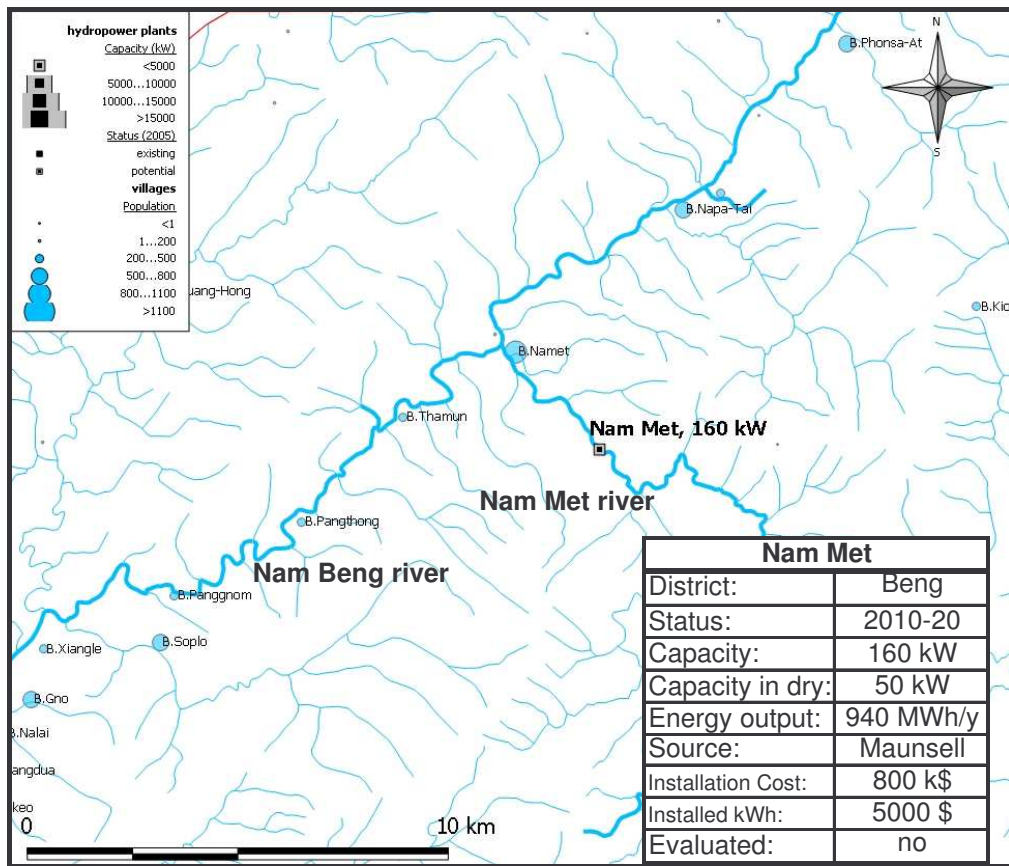 hydropower plants
Capacity (kW)
<5000
5000...10000
10000...15000
>15000
Status (2005)
existing
potential
villages
Population
<1
1...200
200...500
500...800
800...1100
>1100
N
S
B.Phonsa-At
B.Napa-Tai
uang-Hong
B.Kio
B.Namet
B.Thamun
Nam Met, 160 kW
Nam Met river
B.Pangthong
Nam Beng river
B.Panggnom
B.Soplo
B.Xiangle
B.Gno
B.Nalai
angdua
keo
0 10 km
Nam Met
District: Beng
Status: 2010-20
Capacity: 160 kW
Capacity in dry: 50 kW
Energy output: 940 MWh/y
Source: Maunsell
Installation Cost: 800 k$
Installed kWh: 5000 $
Evaluated: no